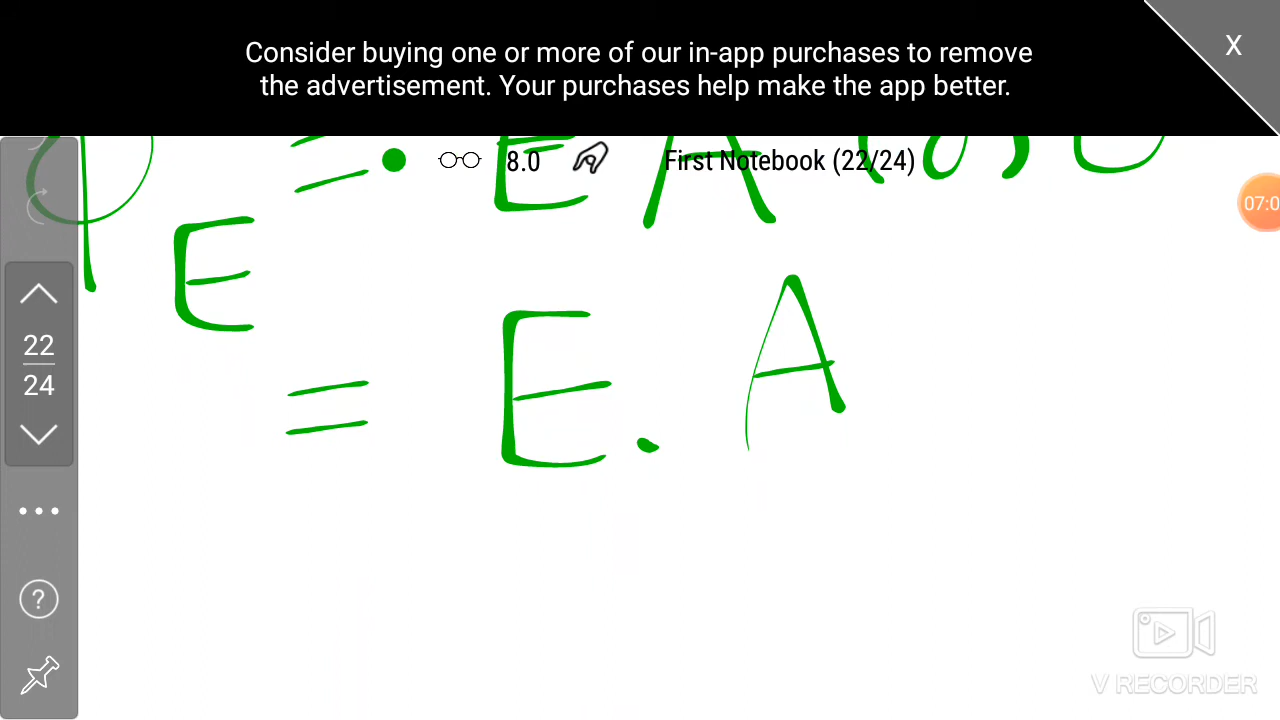 Consider buying one or more of our in-app purchases to remove
the advertisement. Your purchases help make the app better.
X
8.0 First Notebook (22/24)
07:0
= E A cos
E
= E . A
22
24
?
V RECORDER